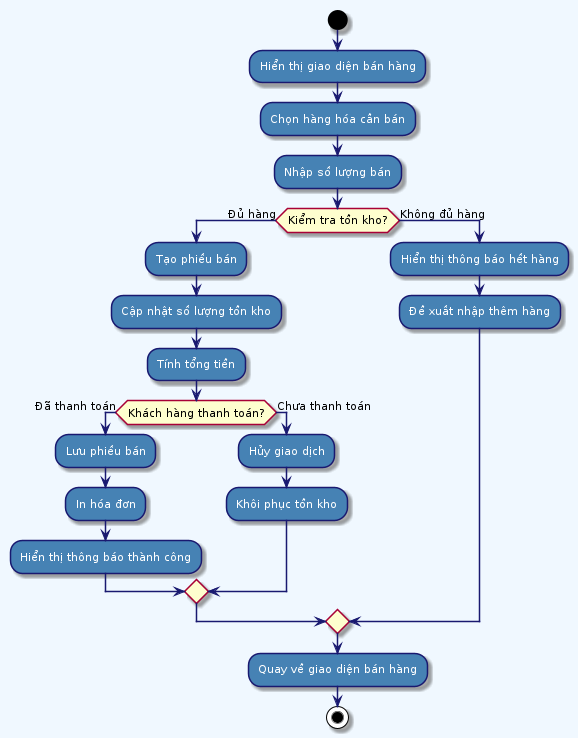 Hiển thị giao diện bán hàng
Chọn hàng hóa cần bán
Nhập số lượng bán
Đủ hàng
Kiểm tra tồn kho?
Không đủ hàng
Tạo phiếu bán
Hiển thị thông báo hết hàng
Cập nhật số lượng tồn kho
Đề xuất nhập thêm hàng
Tính tổng tiền
Đã thanh toán
Khách hàng thanh toán?
Chưa thanh toán
Lưu phiếu bán
Hủy giao dịch
In hóa đơn
Khôi phục tồn kho
Hiển thị thông báo thành công
Quay về giao diện bán hàng